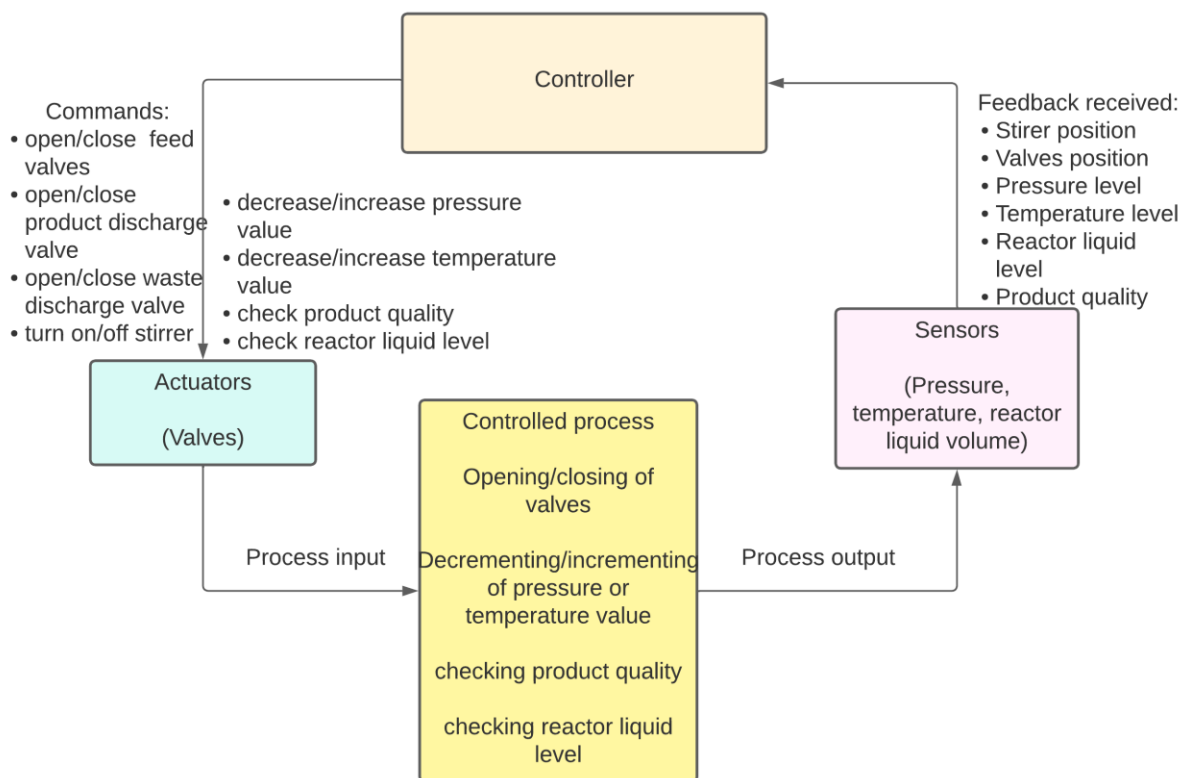 Controller
Commands:
• open/close  feed
valves
• open/close
product discharge
valve
• open/close waste
discharge valve
• turn on/off stirrer
• decrease/increase pressure
value
• decrease/increase temperature
value
• check product quality
• check reactor liquid level
Feedback received:
• Stirer position
• Valves position
• Pressure level
• Temperature level
• Reactor liquid
level
• Product quality
Actuators
(Valves)
Sensors
(Pressure,
temperature, reactor
liquid volume)
Controlled process
Opening/closing of
valves
Decrementing/incrementing
of pressure or
temperature value
checking product quality
checking reactor liquid
level
Process input
Process output